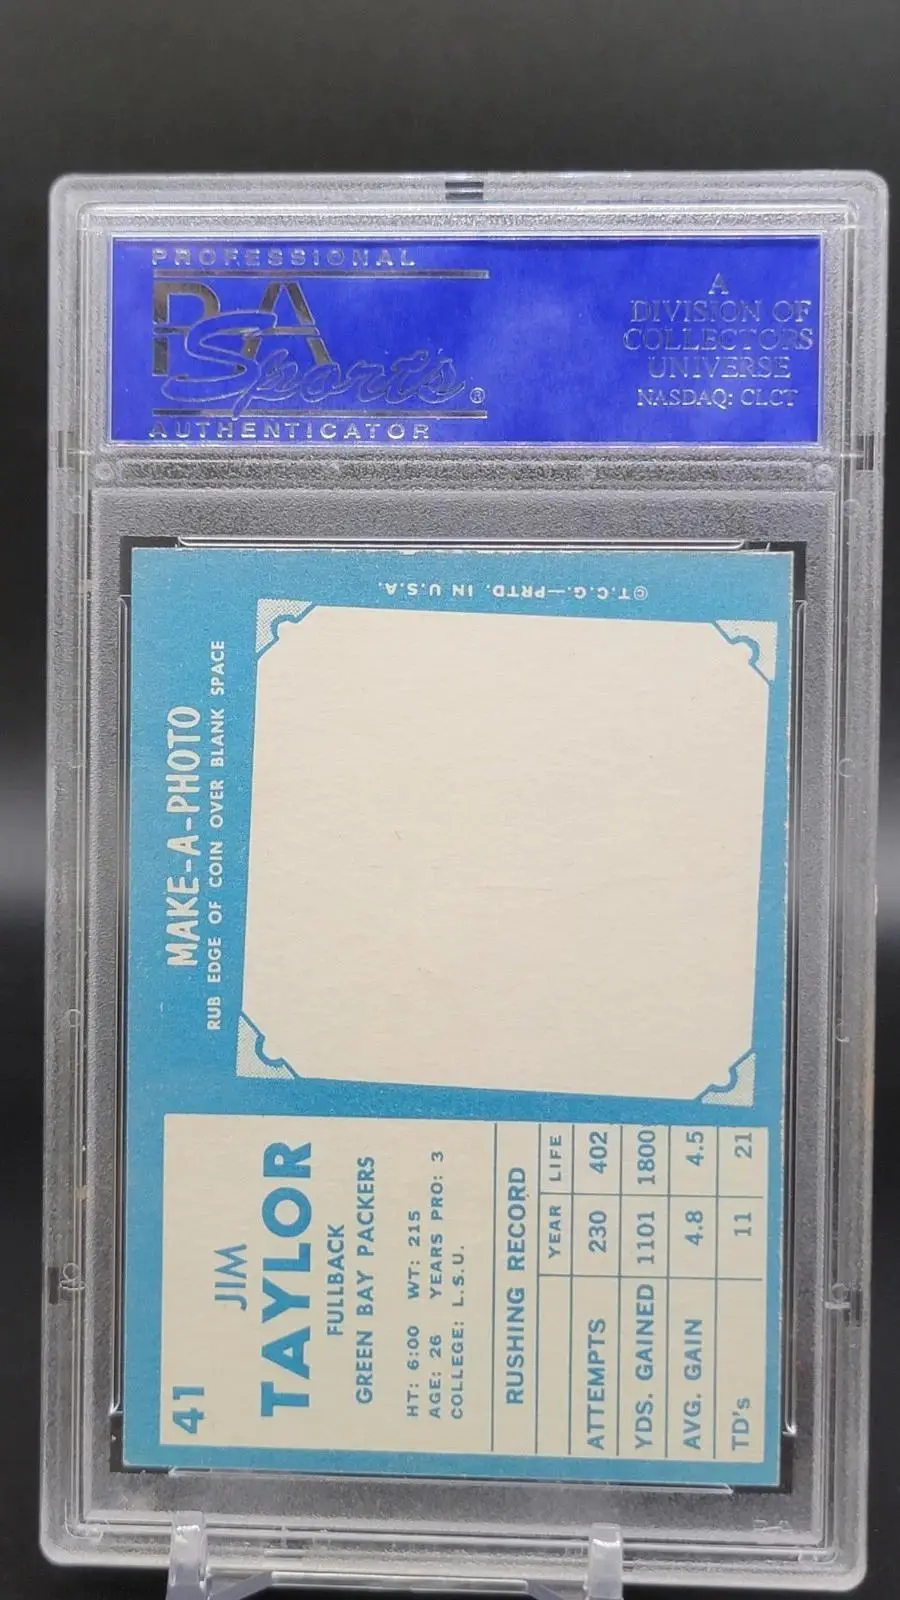 PROFESSIONAL
PSA
Sports®
AUTHENTICATOR
A
DIVISION OF
COLLECTORS
UNIVERSE
NASDAQ: CLCT
41
JIM
TAYLOR
FULLBACK
GREEN BAY PACKERS
HT: 6:00 WT: 215
AGE: 26 YEARS PRO: 3
COLLEGE: L.S.U.
RUSHING RECORD
YEAR LIFE
ATTEMPTS 230 402
YDS. GAINED 1101 1800
AVG. GAIN 4.8 4.5
TD's 11 21
MAKE-A-PHOTO
RUB EDGE OF COIN OVER BLANK SPACE
©T.C.G.—PRTD. IN U.S.A.